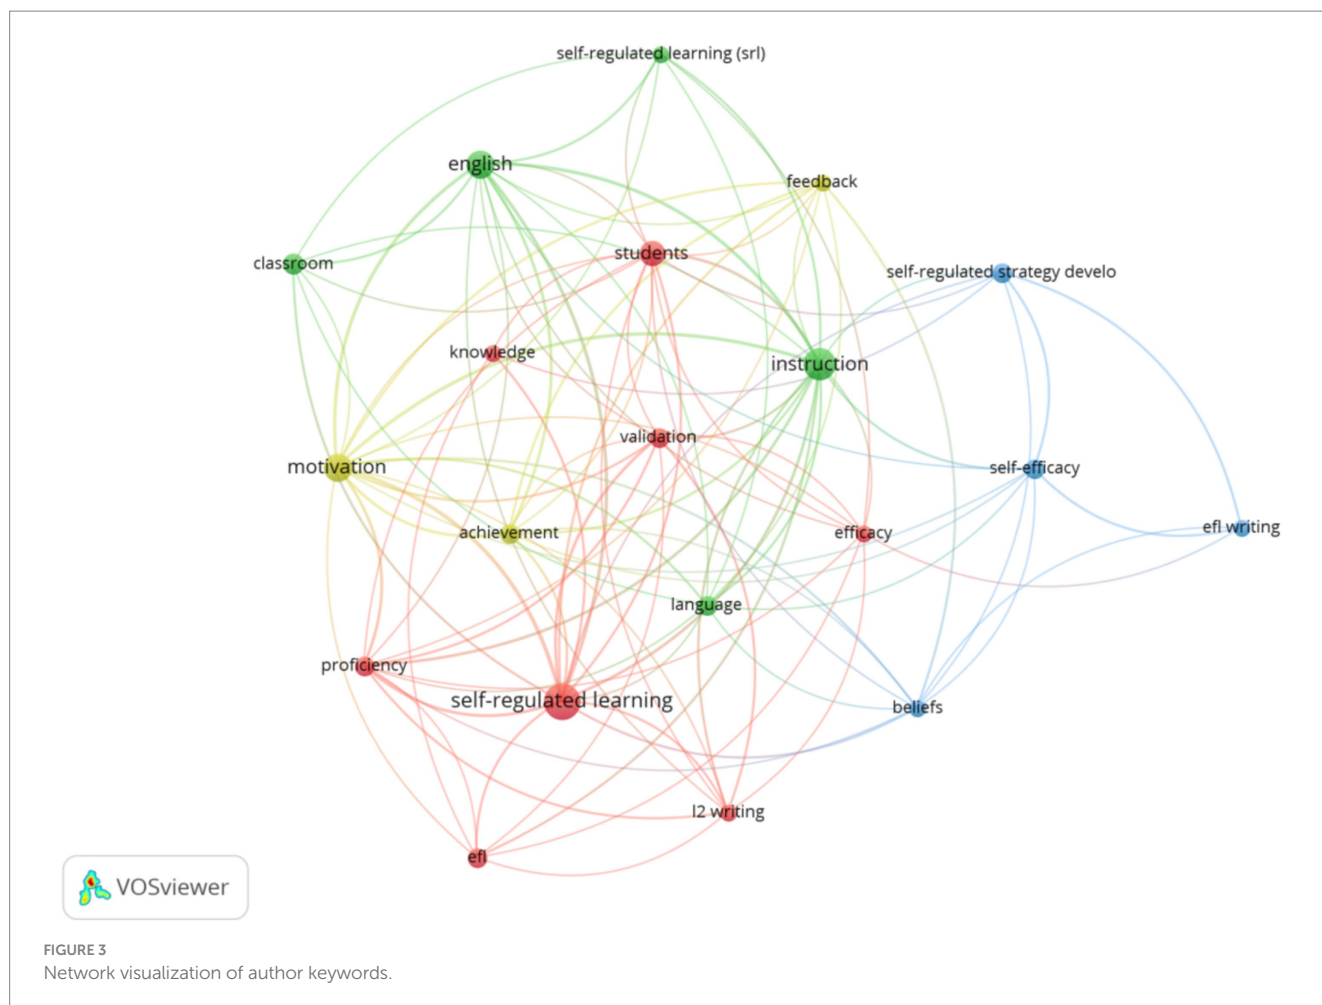 self-regulated learning (srl)
english
feedback
students
classroom
self-regulated strategy develo
knowledge
instruction
validation
motivation
self-efficacy
achievement
efficacy
efl writing
language
proficiency
self-regulated learning
beliefs
l2 writing
efl
VOSviewer
FIGURE 3
Network visualization of author keywords.